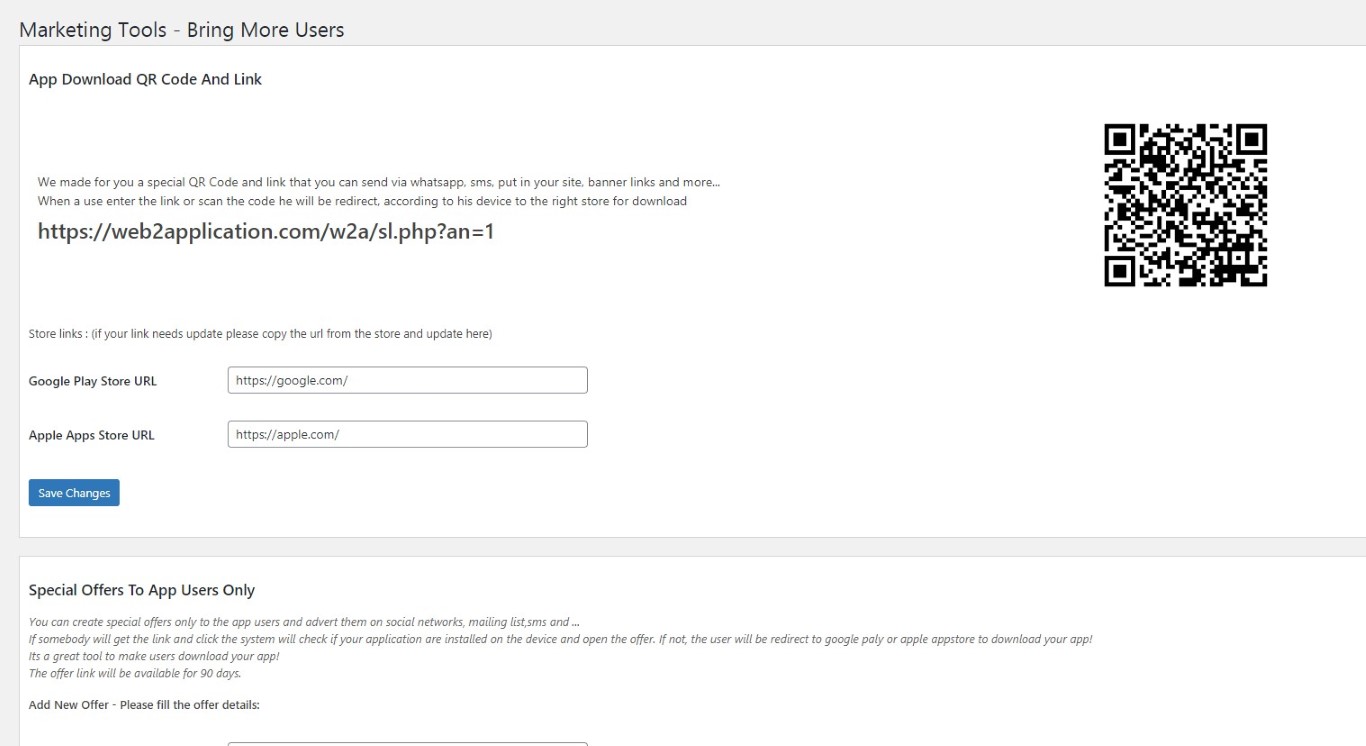 Marketing Tools - Bring More Users
App Download QR Code And Link
We made for you a special QR Code and link that you can send via whatsapp, sms, put in your site, banner links and more...
When a use enter the link or scan the code he will be redirect, according to his device to the right store for download
https://web2application.com/w2a/sl.php?an=1
Store links : (if your link needs update please copy the url from the store and update here)
Google Play Store URL
https://google.com/
Apple Apps Store URL
https://apple.com/
Save Changes
Special Offers To App Users Only
You can create special offers only to the app users and advert them on social networks, mailing list,sms and ...
If somebody will get the link and click the system will check if your application are installed on the device and open the offer. If not, the user will be redirect to google paly or apple appstore to download your app!
Its a great tool to make users download your app!
The offer link will be available for 90 days.
Add New Offer - Please fill the offer details: